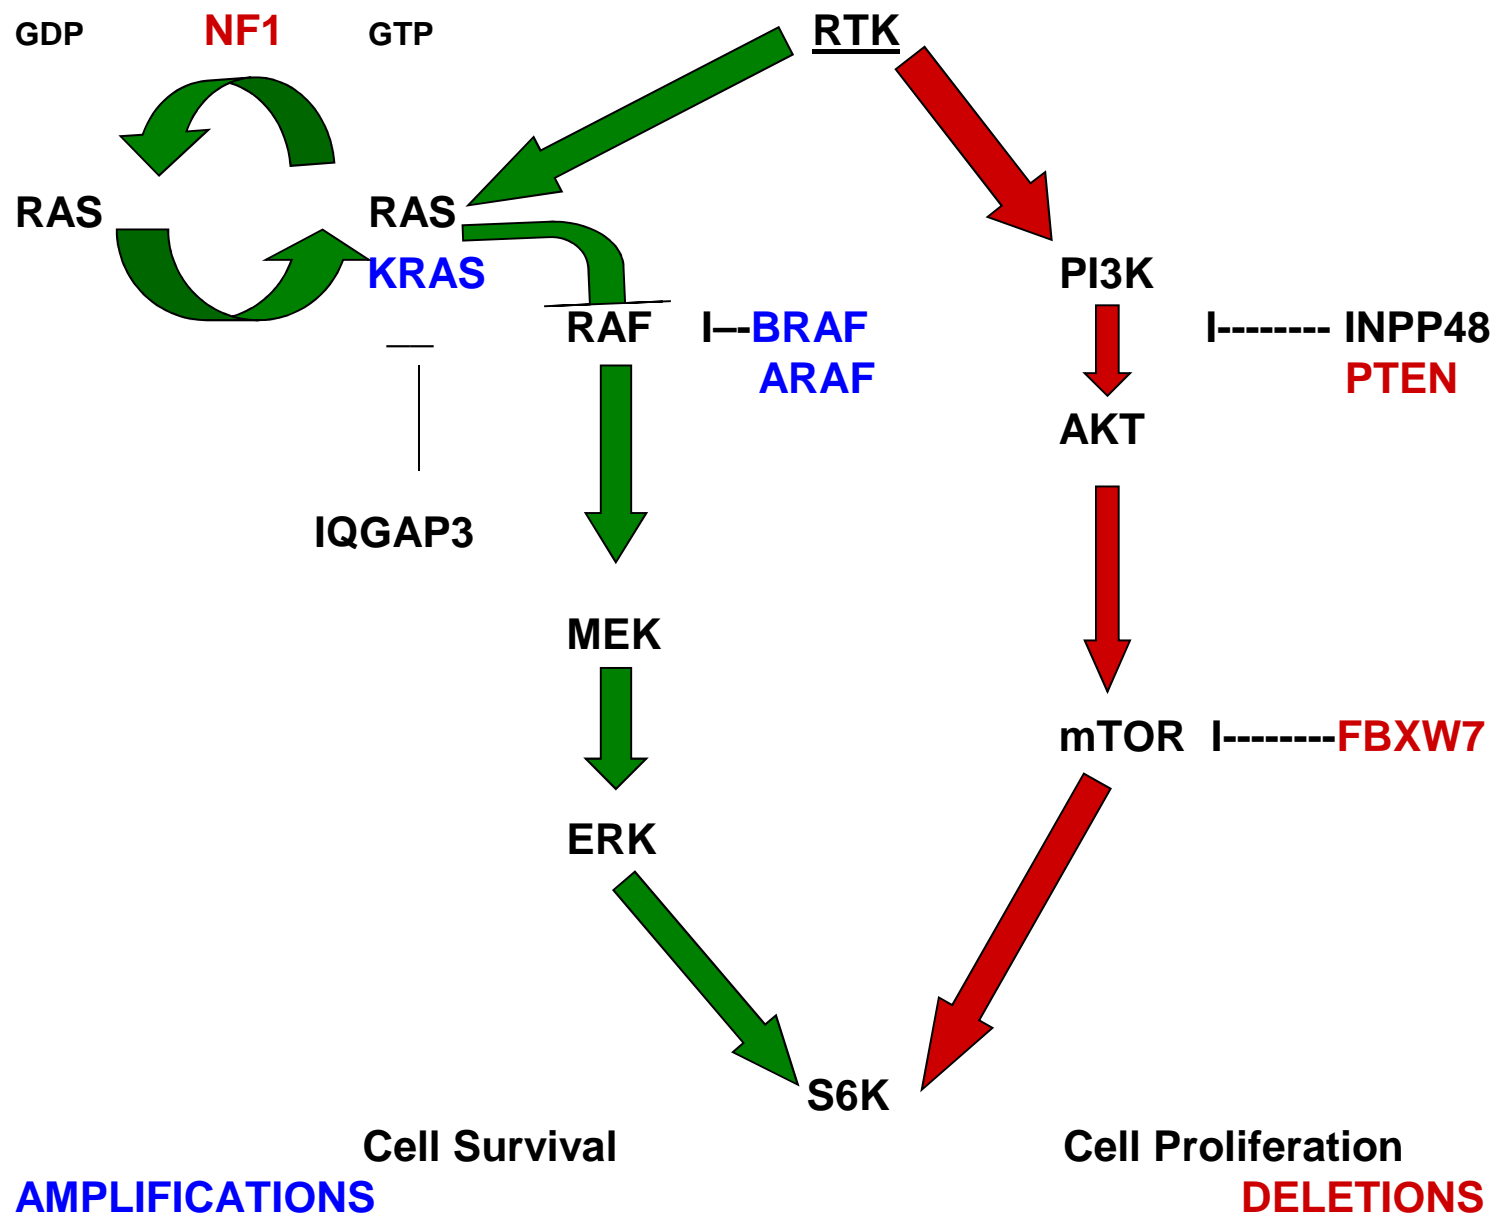 GDP NF1 GTP RTK
RAS RAS
KRAS PI3K
RAF I–-BRAF I-------- INPP48
ARAF PTEN
AKT
IQGAP3
MEK
mTOR I--------FBXW7
ERK
S6K
Cell Survival Cell Proliferation
AMPLIFICATIONS DELETIONS